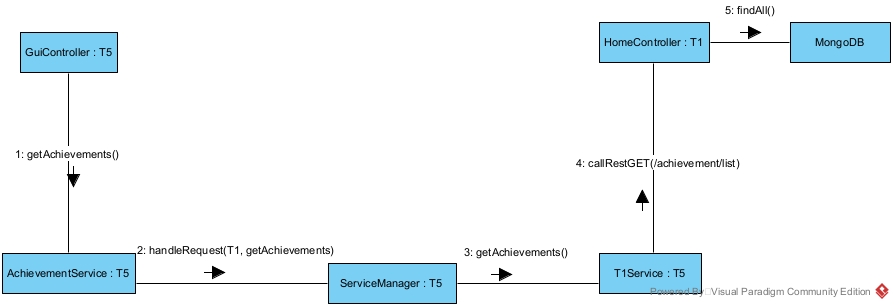 5: findAll()
GuiController : T5
HomeController : T1
MongoDB
1: getAchievements()
4: callRestGET(/achievement/list)
2: handleRequest(T1, getAchievements)
3: getAchievements()
AchievementService : T5
ServiceManager : T5
T1Service : T5
Powered By Visual Paradigm Community Edition